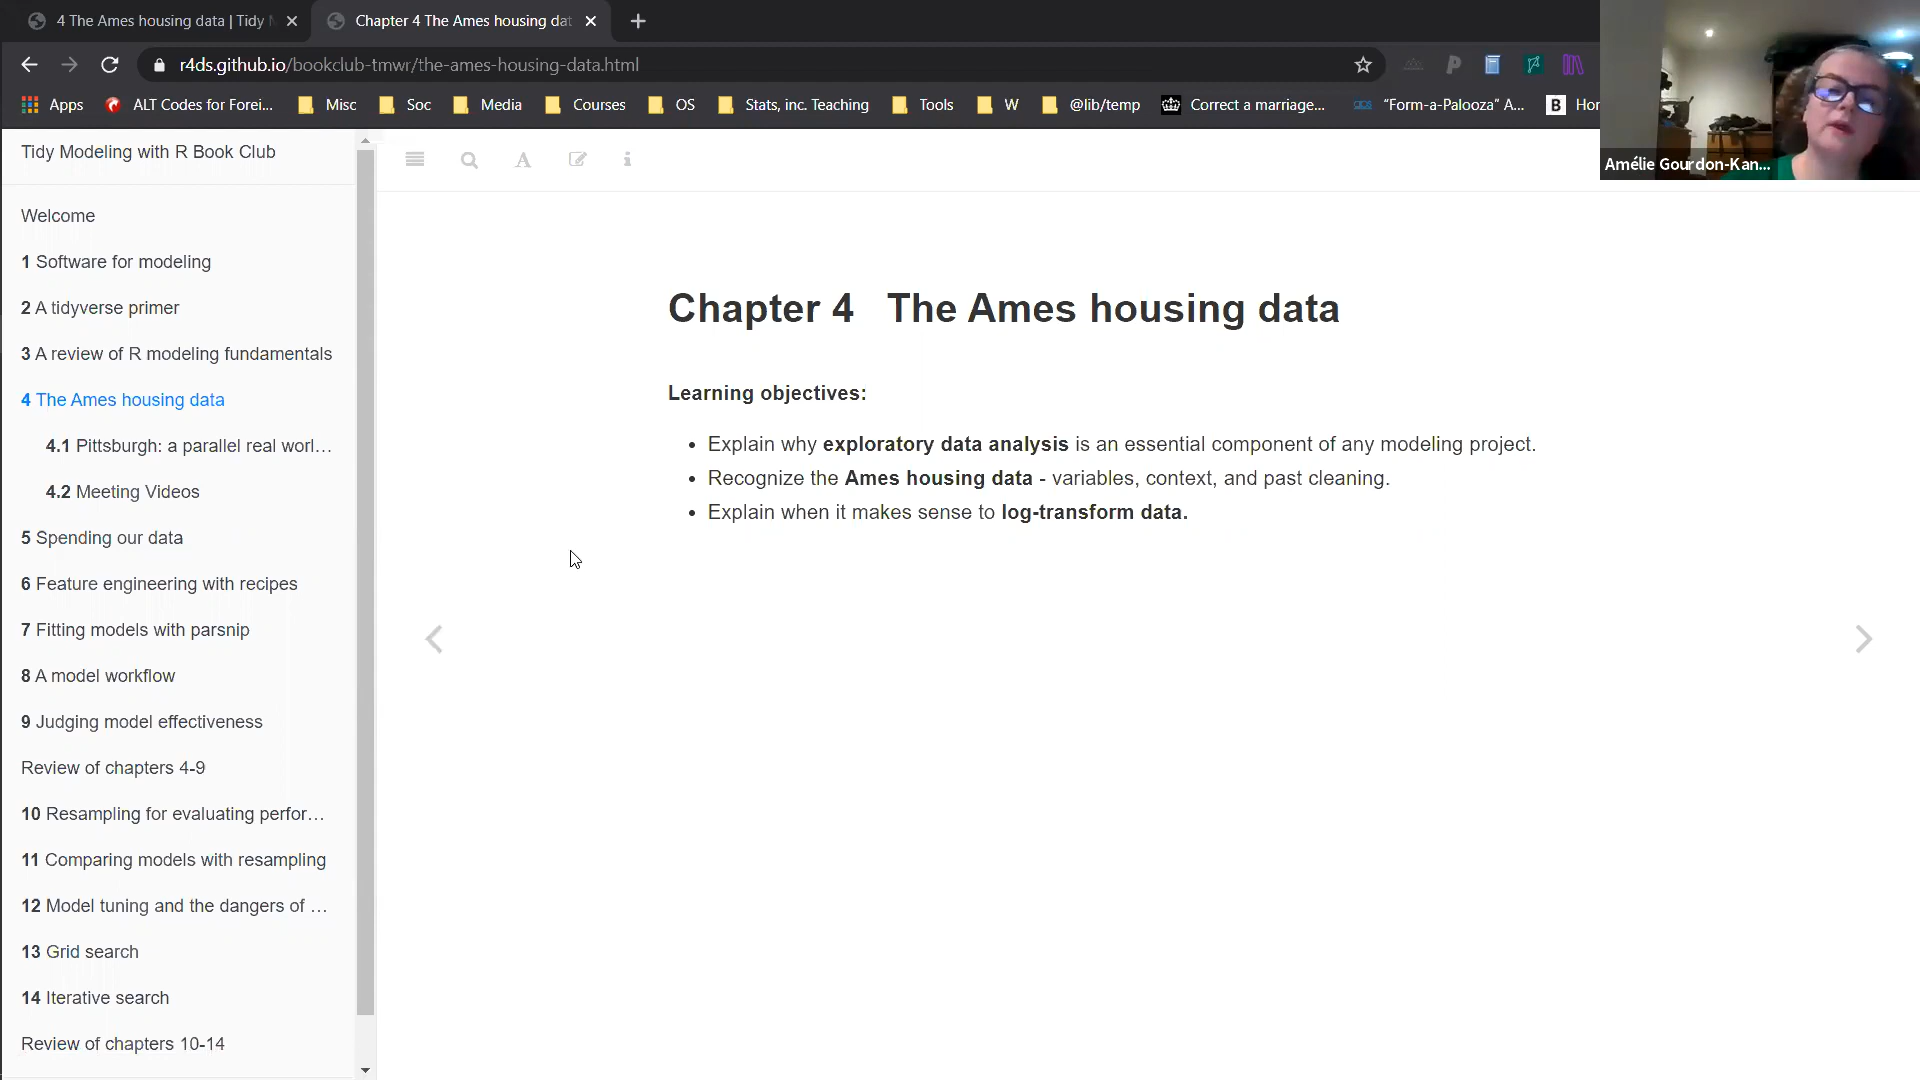 4 The Ames housing data | Tidy
Chapter 4 The Ames housing dat
r4ds.github.io/bookclub-tmwr/the-ames-housing-data.html
Apps
ALT Codes for Forei...
Misc
Soc
Media
Courses
OS
Stats, inc. Teaching
Tools
W
@lib/temp
Correct a marriage...
“Form-a-Palooza” A...
B
Hor
Amélie Gourdon-Kan...
Tidy Modeling with R Book Club
Welcome
1 Software for modeling
2 A tidyverse primer
3 A review of R modeling fundamentals
4 The Ames housing data
4.1 Pittsburgh: a parallel real worl...
4.2 Meeting Videos
5 Spending our data
6 Feature engineering with recipes
7 Fitting models with parsnip
8 A model workflow
9 Judging model effectiveness
Review of chapters 4-9
10 Resampling for evaluating perfor...
11 Comparing models with resampling
12 Model tuning and the dangers of ...
13 Grid search
14 Iterative search
Review of chapters 10-14
Chapter 4 The Ames housing data
Learning objectives:
• Explain why exploratory data analysis is an essential component of any modeling project.
• Recognize the Ames housing data - variables, context, and past cleaning.
• Explain when it makes sense to log-transform data.